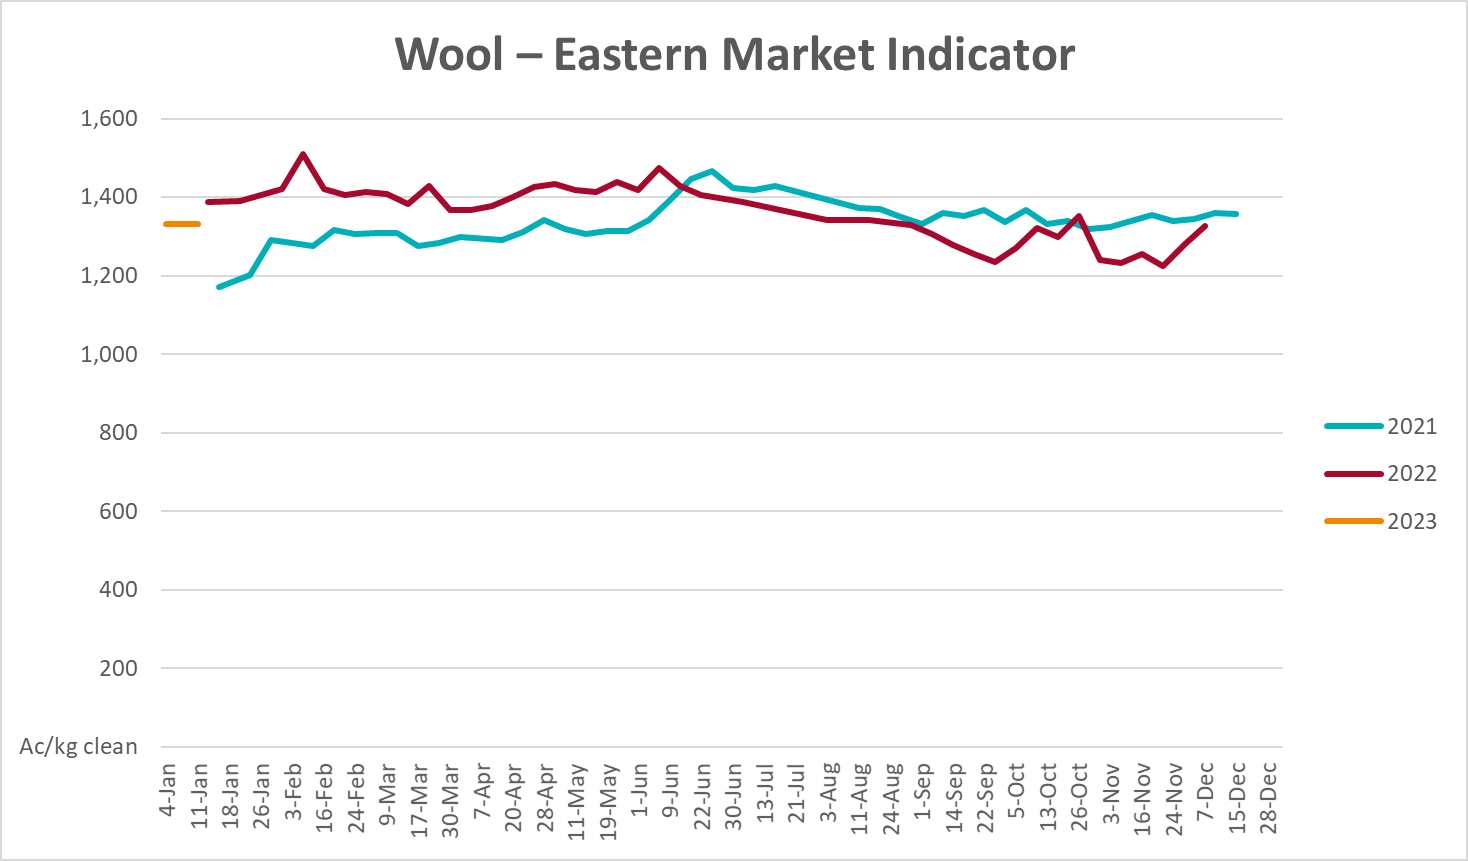 Wool – Eastern Market Indicator
1,600
1,400
1,200
1,000
800
600
400
200
Ac/kg clean
4-Jan
11-Jan
18-Jan
26-Jan
3-Feb
16-Feb
24-Feb
9-Mar
17-Mar
30-Mar
7-Apr
20-Apr
28-Apr
11-May
19-May
1-Jun
9-Jun
22-Jun
30-Jun
13-Jul
21-Jul
3-Aug
11-Aug
24-Aug
1-Sep
14-Sep
22-Sep
5-Oct
13-Oct
26-Oct
3-Nov
16-Nov
24-Nov
7-Dec
15-Dec
28-Dec
2021
2022
2023